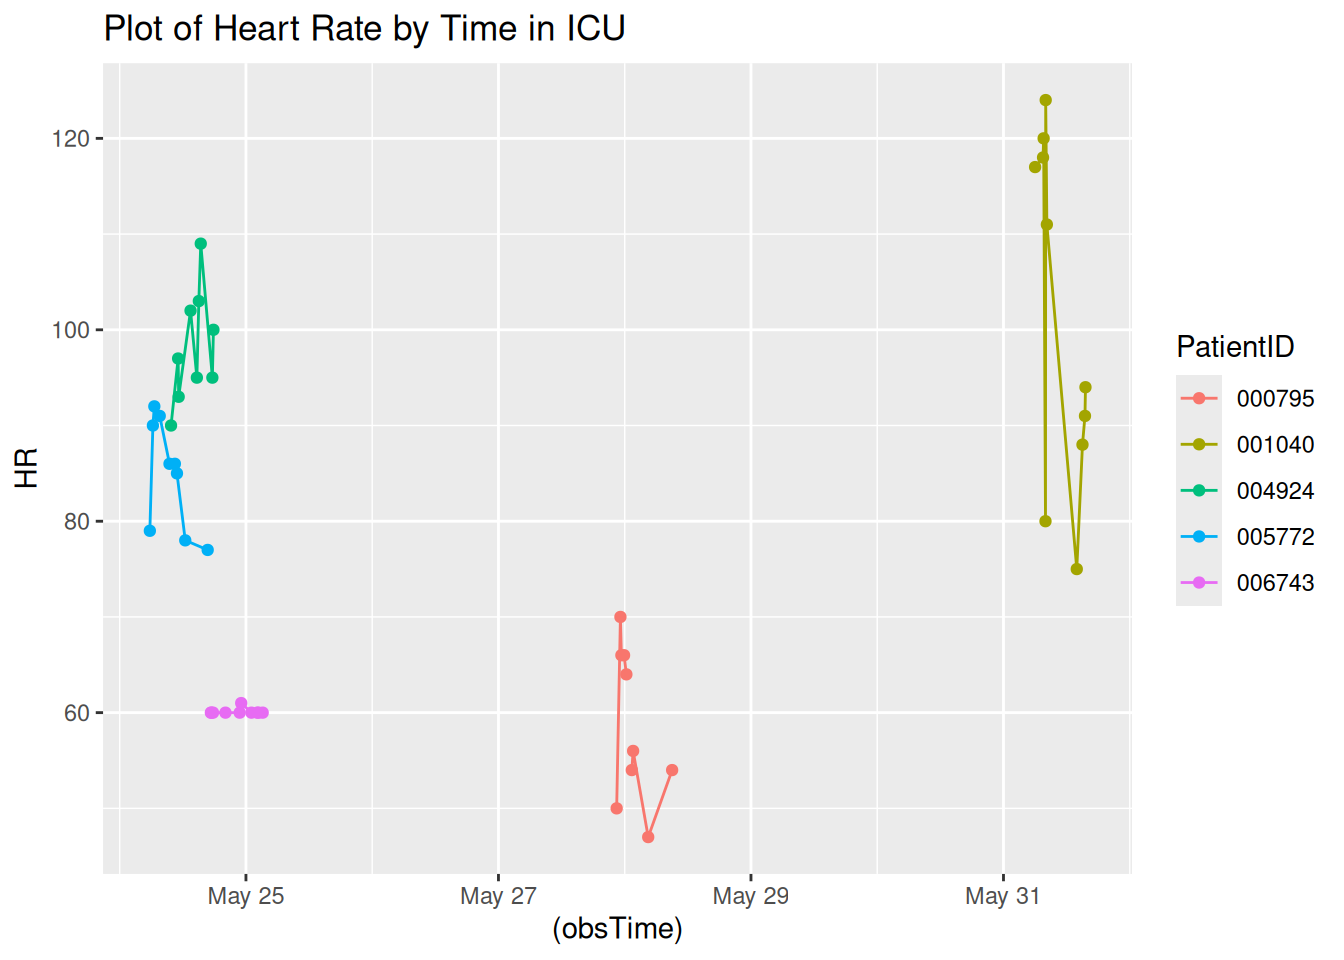 Plot of Heart Rate by Time in ICU
HR
120
100
80
60
May 25
May 27
May 29
May 31
(obsTime)
PatientID
000795
001040
004924
005772
006743